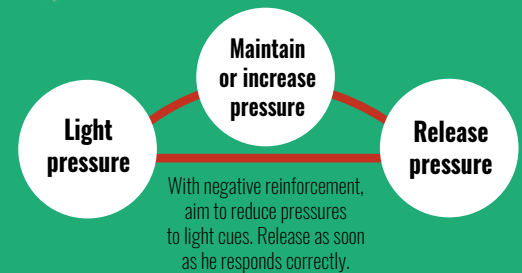 Maintain
or increase
pressure
Light
pressure
Release
pressure
With negative reinforcement,
aim to reduce pressures
to light cues. Release as soon
as he responds correctly.